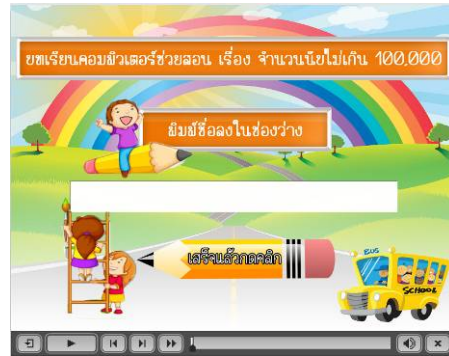 บทเรียนคอมพิวเตอร์ช่วยสอน เรื่อง จำนวนนับไม่เกิน 100,000
พิมพ์ชื่อลงในช่องว่าง
เสร็จแล้วกดคลิก
BUS
SCHOOL